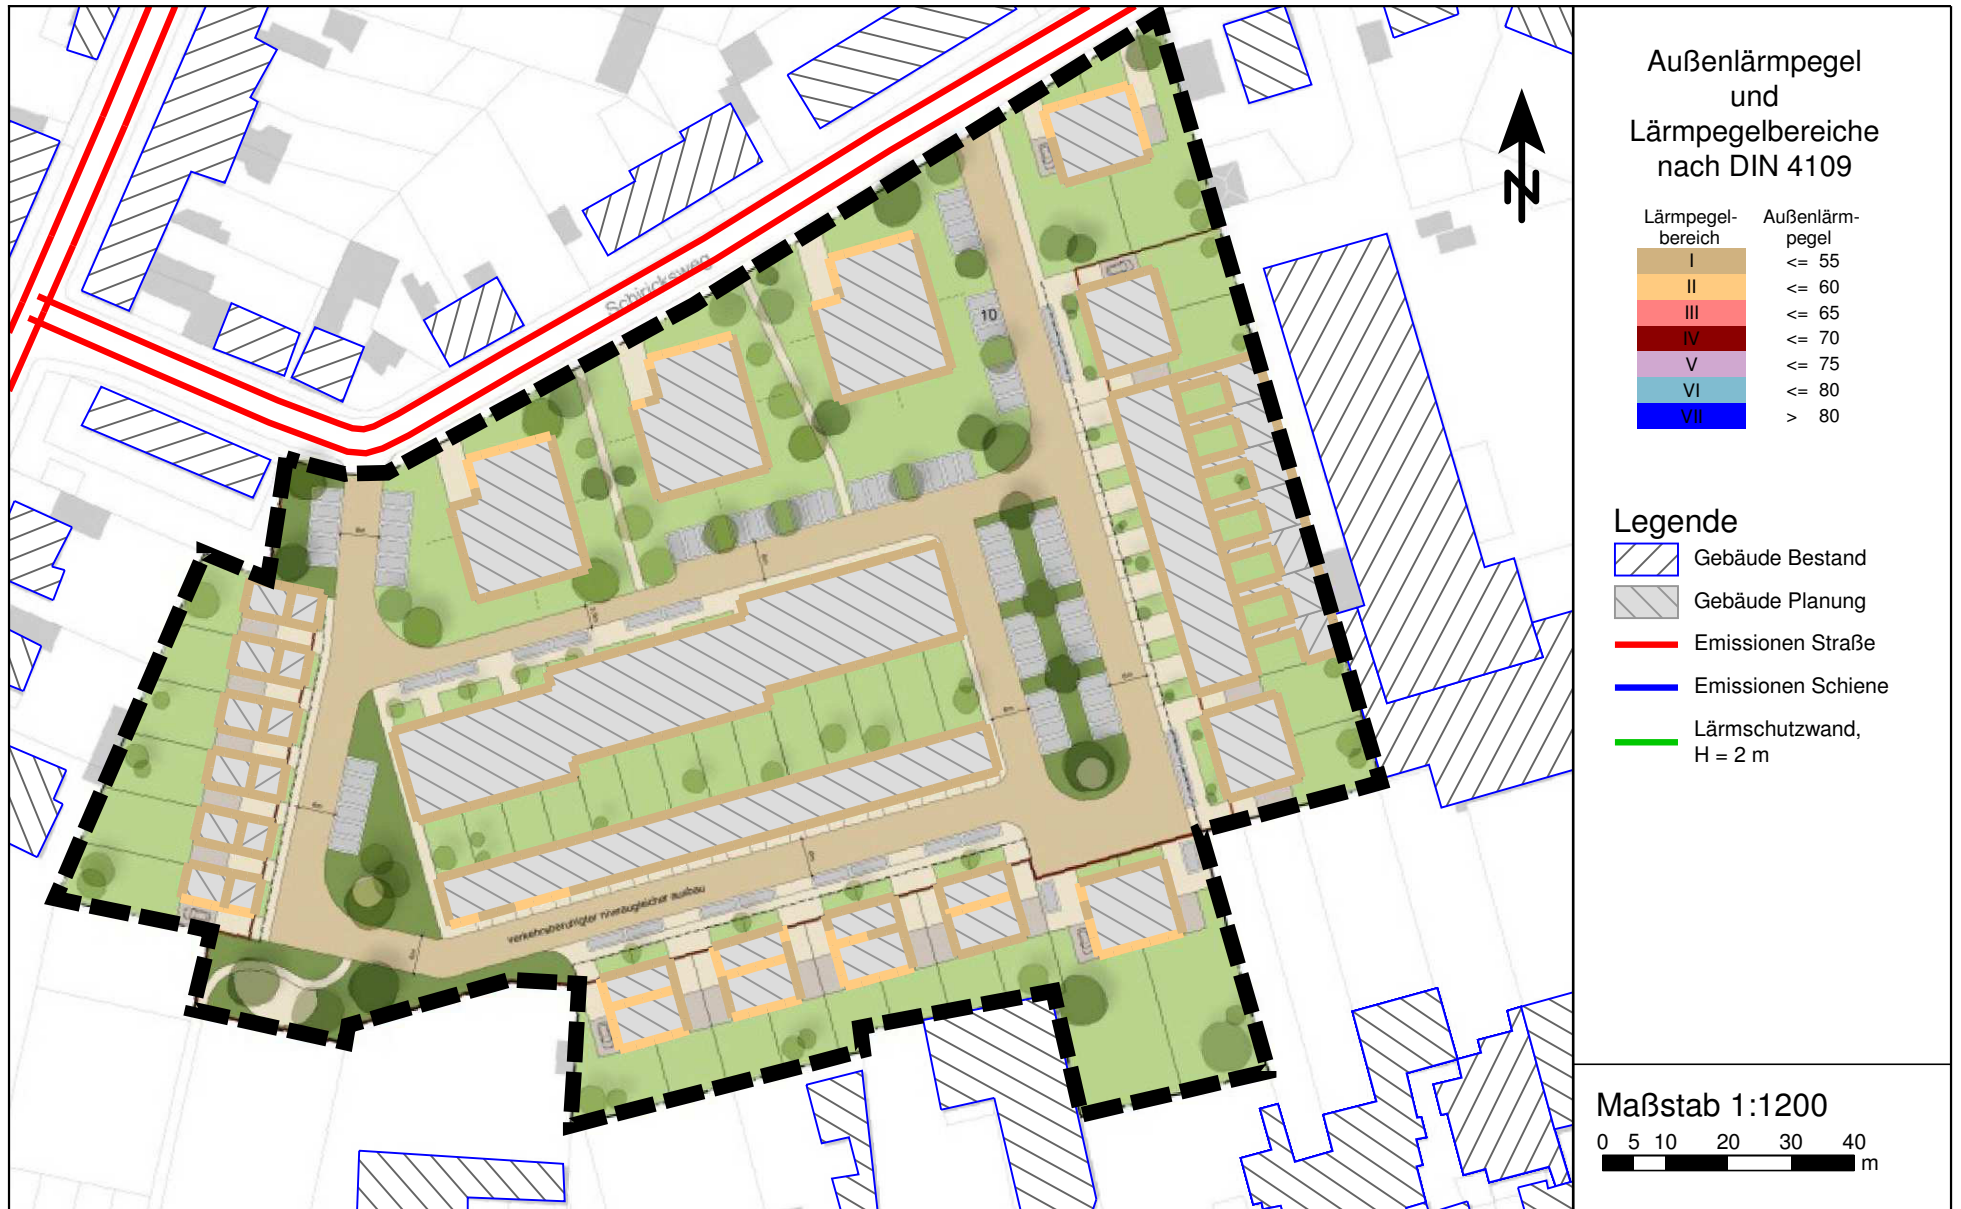 Außenlärmpegel
und
Lärmpegelbereiche
nach DIN 4109
Lärmpegel-
bereich
Außenlärm-
pegel
I <= 55
II <= 60
III <= 65
IV <= 70
V <= 75
VI <= 80
VII > 80
Legende
Gebäude Bestand
Gebäude Planung
Emissionen Straße
Emissionen Schiene
Lärmschutzwand,
H = 2 m
Maßstab 1:1200
0 5 10 20 30 40
m
N
Schiricksweg
10
verkehrsberuhigter niveaugleicher ausbau